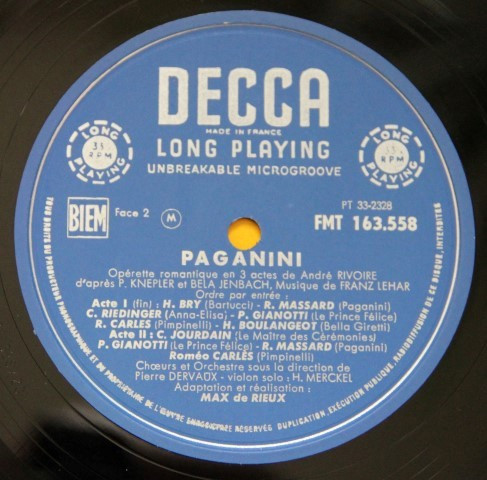 DECCA
MADE IN FRANCE
LONG PLAYING
UNBREAKABLE MICROGROOVE
LONG
33
RPM
PLAYING
LONG
33
RPM
PLAYING
BIEM
Face 2
M
PT 33-2328
FMT 163.558
PAGANINI
Opérette romantique en 3 actes de André RIVOIRE
d'après P. KNEPLER et BELA JENBACH, Musique de FRANZ LEHAR
Ordre par entrée :
Acte I (fin) : H. BRY (Bartucci) - R. MASSARD (Paganini)
C. RIEDINGER (Anna-Elisa) - P. GIANOTTI (Le Prince Félice)
R. CARLES (Pimpinelli) - H. BOULANGEOT (Bella Giretti)
Acte II : C. JOURDAIN (Le Maître des Cérémonies)
P. GIANOTTI (Le Prince Félice) - R. MASSARD (Paganini)
Roméo CARLÈS (Pimpinelli)
Chœurs et Orchestre sous la direction de
Pierre DERVAUX - violon solo : H. MERCKEL
Adaptation et réalisation :
MAX de RIEUX
TOUS DROITS DU PRODUCTEUR PHONOGRAPHIQUE ET DU PROPRIÉTAIRE DE L'ŒUVRE ENREGISTRÉE RÉSERVÉS DUPLICATION, EXÉCUTION PUBLIQUE, RADIODIFFUSION DE CE DISQUE, INTERDITES